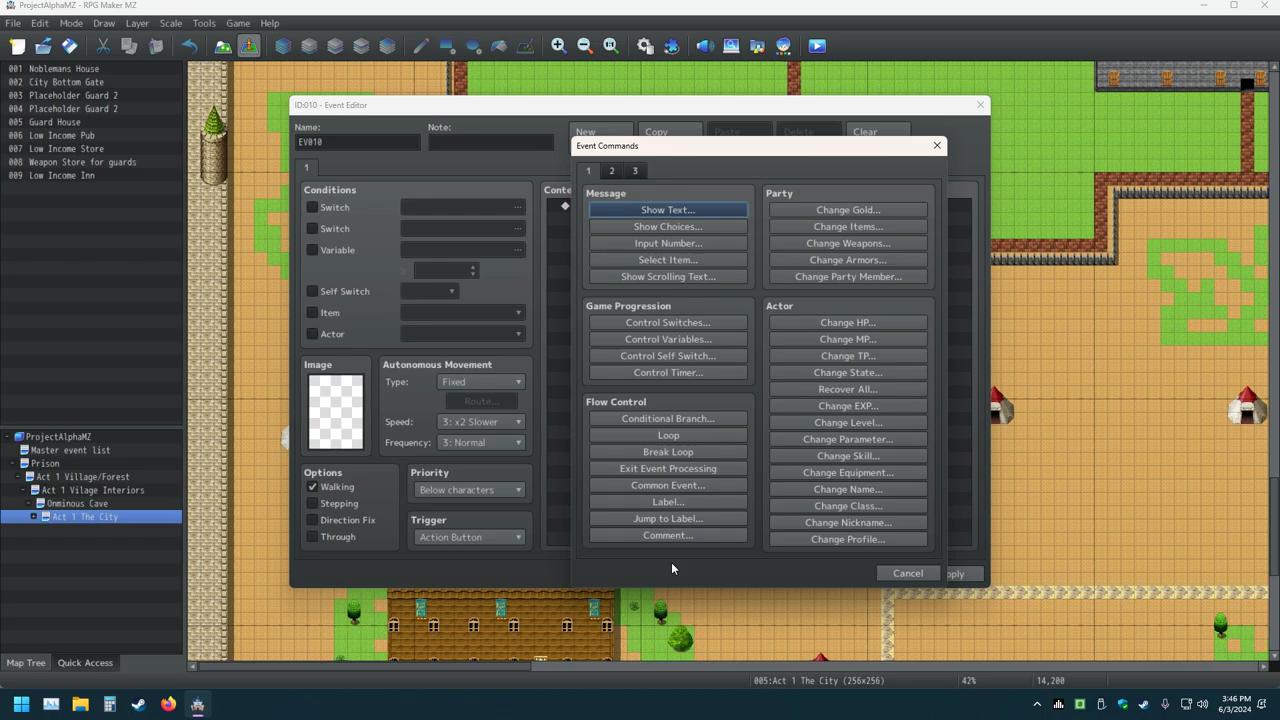 ProjectAlphaMZ - RPG Maker MZ
File Edit Mode Draw Layer Scale Tools Game Help
001 Noblemans House
002 City Bottom Gate
003 Placeholder Guard 2
004 Placeholder Guard 2
005 Guard House
006 Low Income Pub
007 Low Income Store
008 Weapon Store for guards
009 Low Income Inn
ProjectAlphaMZ
Master event list
Prison
Act 1 Village/Forest
Act 1 Vilage Interiors
Onminous Cave
Act 1 The City
Map Tree
Quick Access
ID:010 - Event Editor
Name:
EV010
Note:
New
Copy
Paste
Delete
Clear
1
Conditions
Switch
Switch
Variable
Self Switch
Item
Actor
Image
Autonomous Movement
Type:
Fixed
Route...
Speed:
3: x2 Slower
Frequency:
3: Normal
Options
Walking
Stepping
Direction Fix
Through
Priority
Below characters
Trigger
Action Button
Conte
Event Commands
1 2 3
Message
Show Text...
Show Choices...
Input Number...
Select Item...
Show Scrolling Text...
Game Progression
Control Switches...
Control Variables...
Control Self Switch...
Control Timer...
Flow Control
Conditional Branch...
Loop
Break Loop
Exit Event Processing
Common Event...
Label...
Jump to Label...
Comment...
Party
Change Gold...
Change Items...
Change Weapons...
Change Armors...
Change Party Member...
Actor
Change HP...
Change MP...
Change TP...
Change State...
Recover All...
Change EXP...
Change Level...
Change Parameter...
Change Skill...
Change Equipment...
Change Name...
Change Class...
Change Nickname...
Change Profile...
Cancel
pply
005:Act 1 The City (256x256)
42%
14,200
3:46 PM
6/3/2024